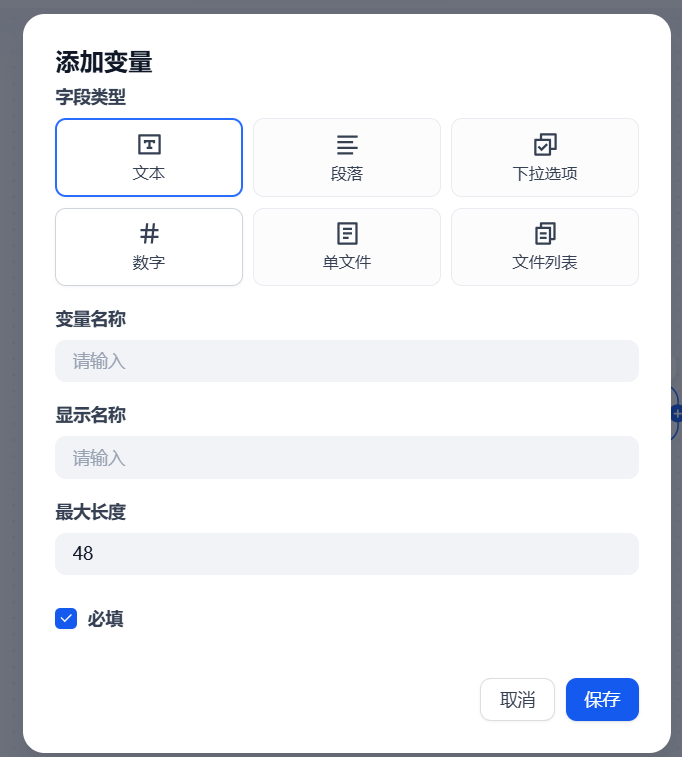 添加变量
字段类型
文本
段落
下拉选项
数字
单文件
文件列表
变量名称
请输入
显示名称
请输入
最大长度
48
必填
取消
保存